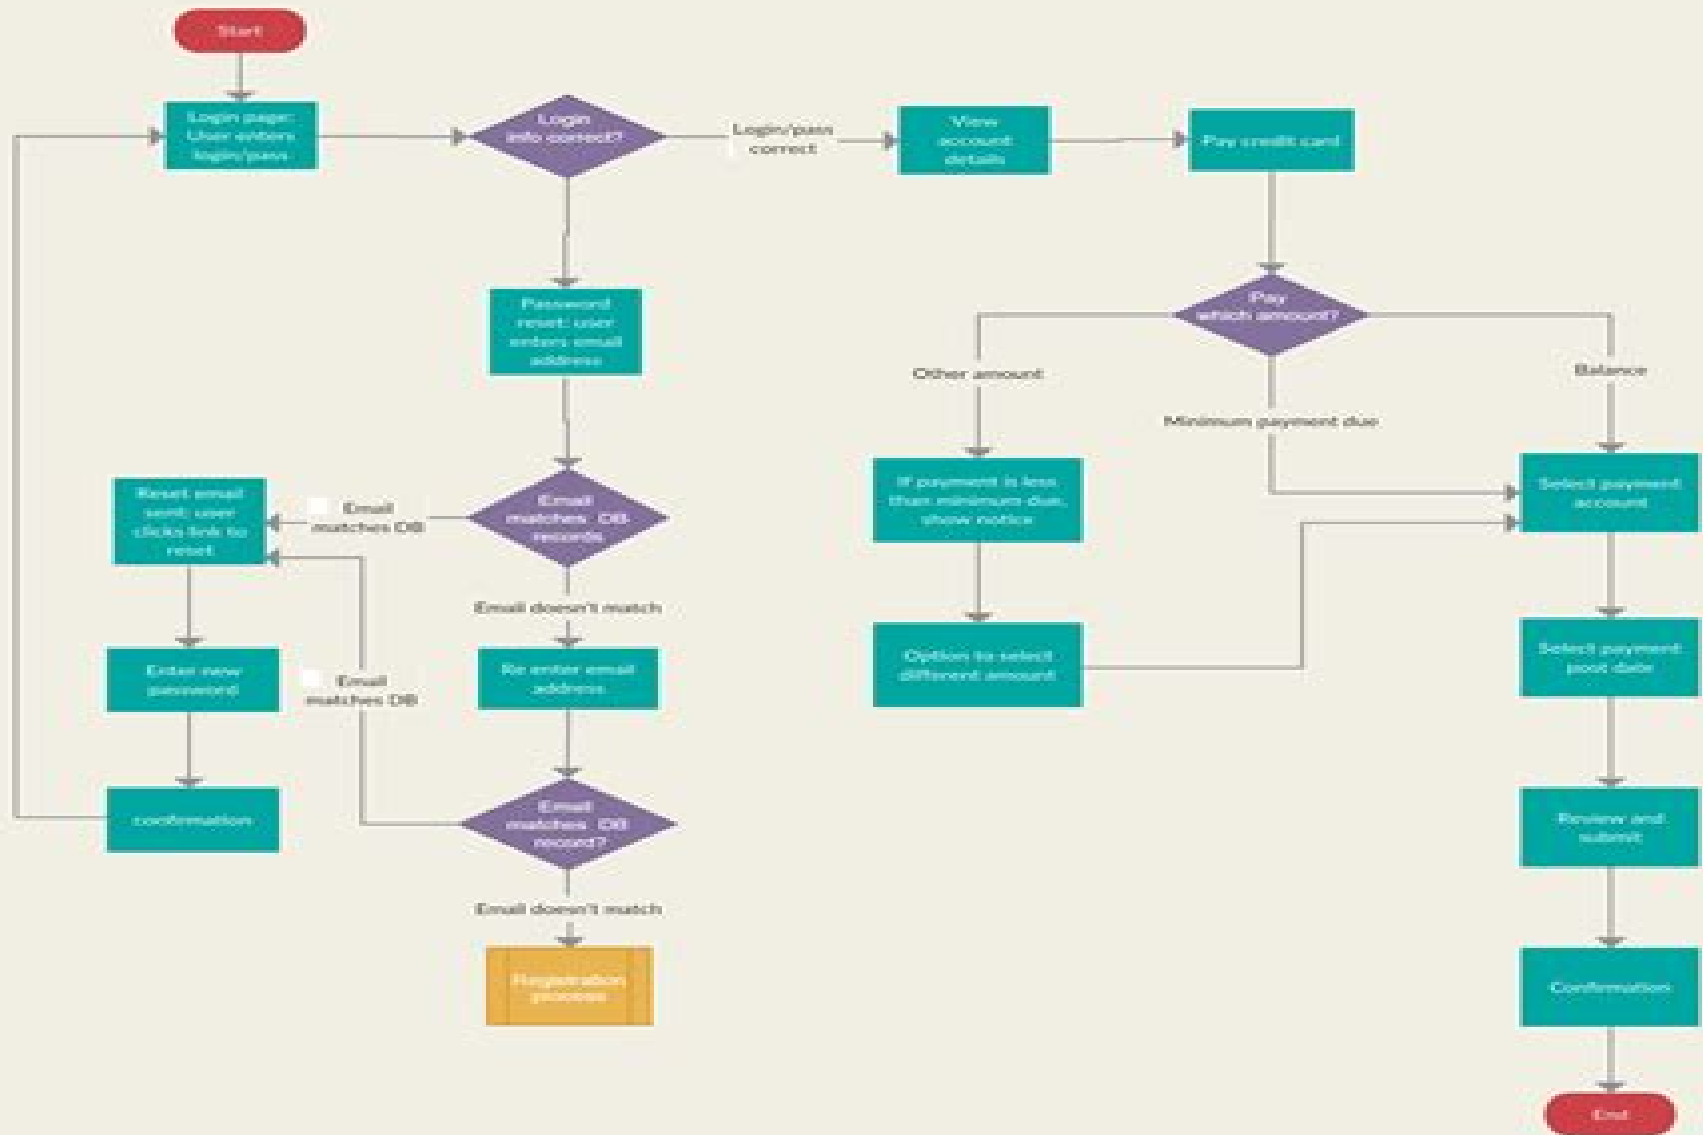 Start
Login page:
User enters
login/pass
Login
info correct?
Login/pass
correct
View
account
details
Pay credit card
Password
reset: user
enters email
address
Pay
which amount?
Other amount
Minimum payment due
Balance
If payment is less
than minimum due,
show notice
Select payment
account
Reset email
sent; user
clicks link to
reset
Email
matches DB
Email
matches DB
records
Email doesn't match
Enter new
password
Email
matches DB
Re enter email
address
Option to select
different amount
Select payment
post date
confirmation
Email
matches DB
record?
Review and
submit
Email doesn't match
Registration
process
Confirmation
End